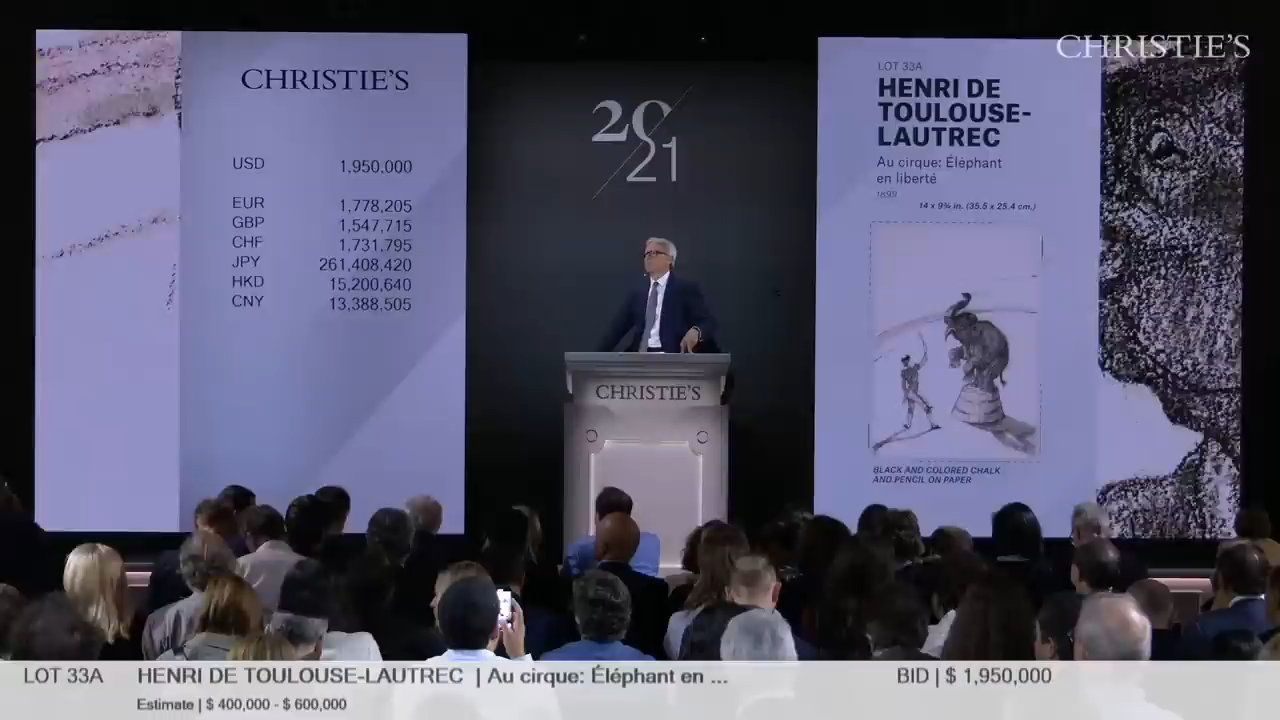 CHRISTIE'S
USD 1,950,000
EUR 1,778,205
GBP 1,547,715
CHF 1,731,795
JPY 261,408,420
HKD 15,200,640
CNY 13,388,505
20
21
CHRISTIE'S
CHRISTIE'S
LOT 33A
HENRI DE
TOULOUSE-
LAUTREC
Au cirque: Éléphant
en liberté
1899
14 x 9¾ in. (35.5 x 25.4 cm.)
BLACK AND COLORED CHALK
AND PENCIL ON PAPER
LOT 33A HENRI DE TOULOUSE-LAUTREC | Au cirque: Éléphant en ... BID | $ 1,950,000
Estimate | $ 400,000 - $ 600,000